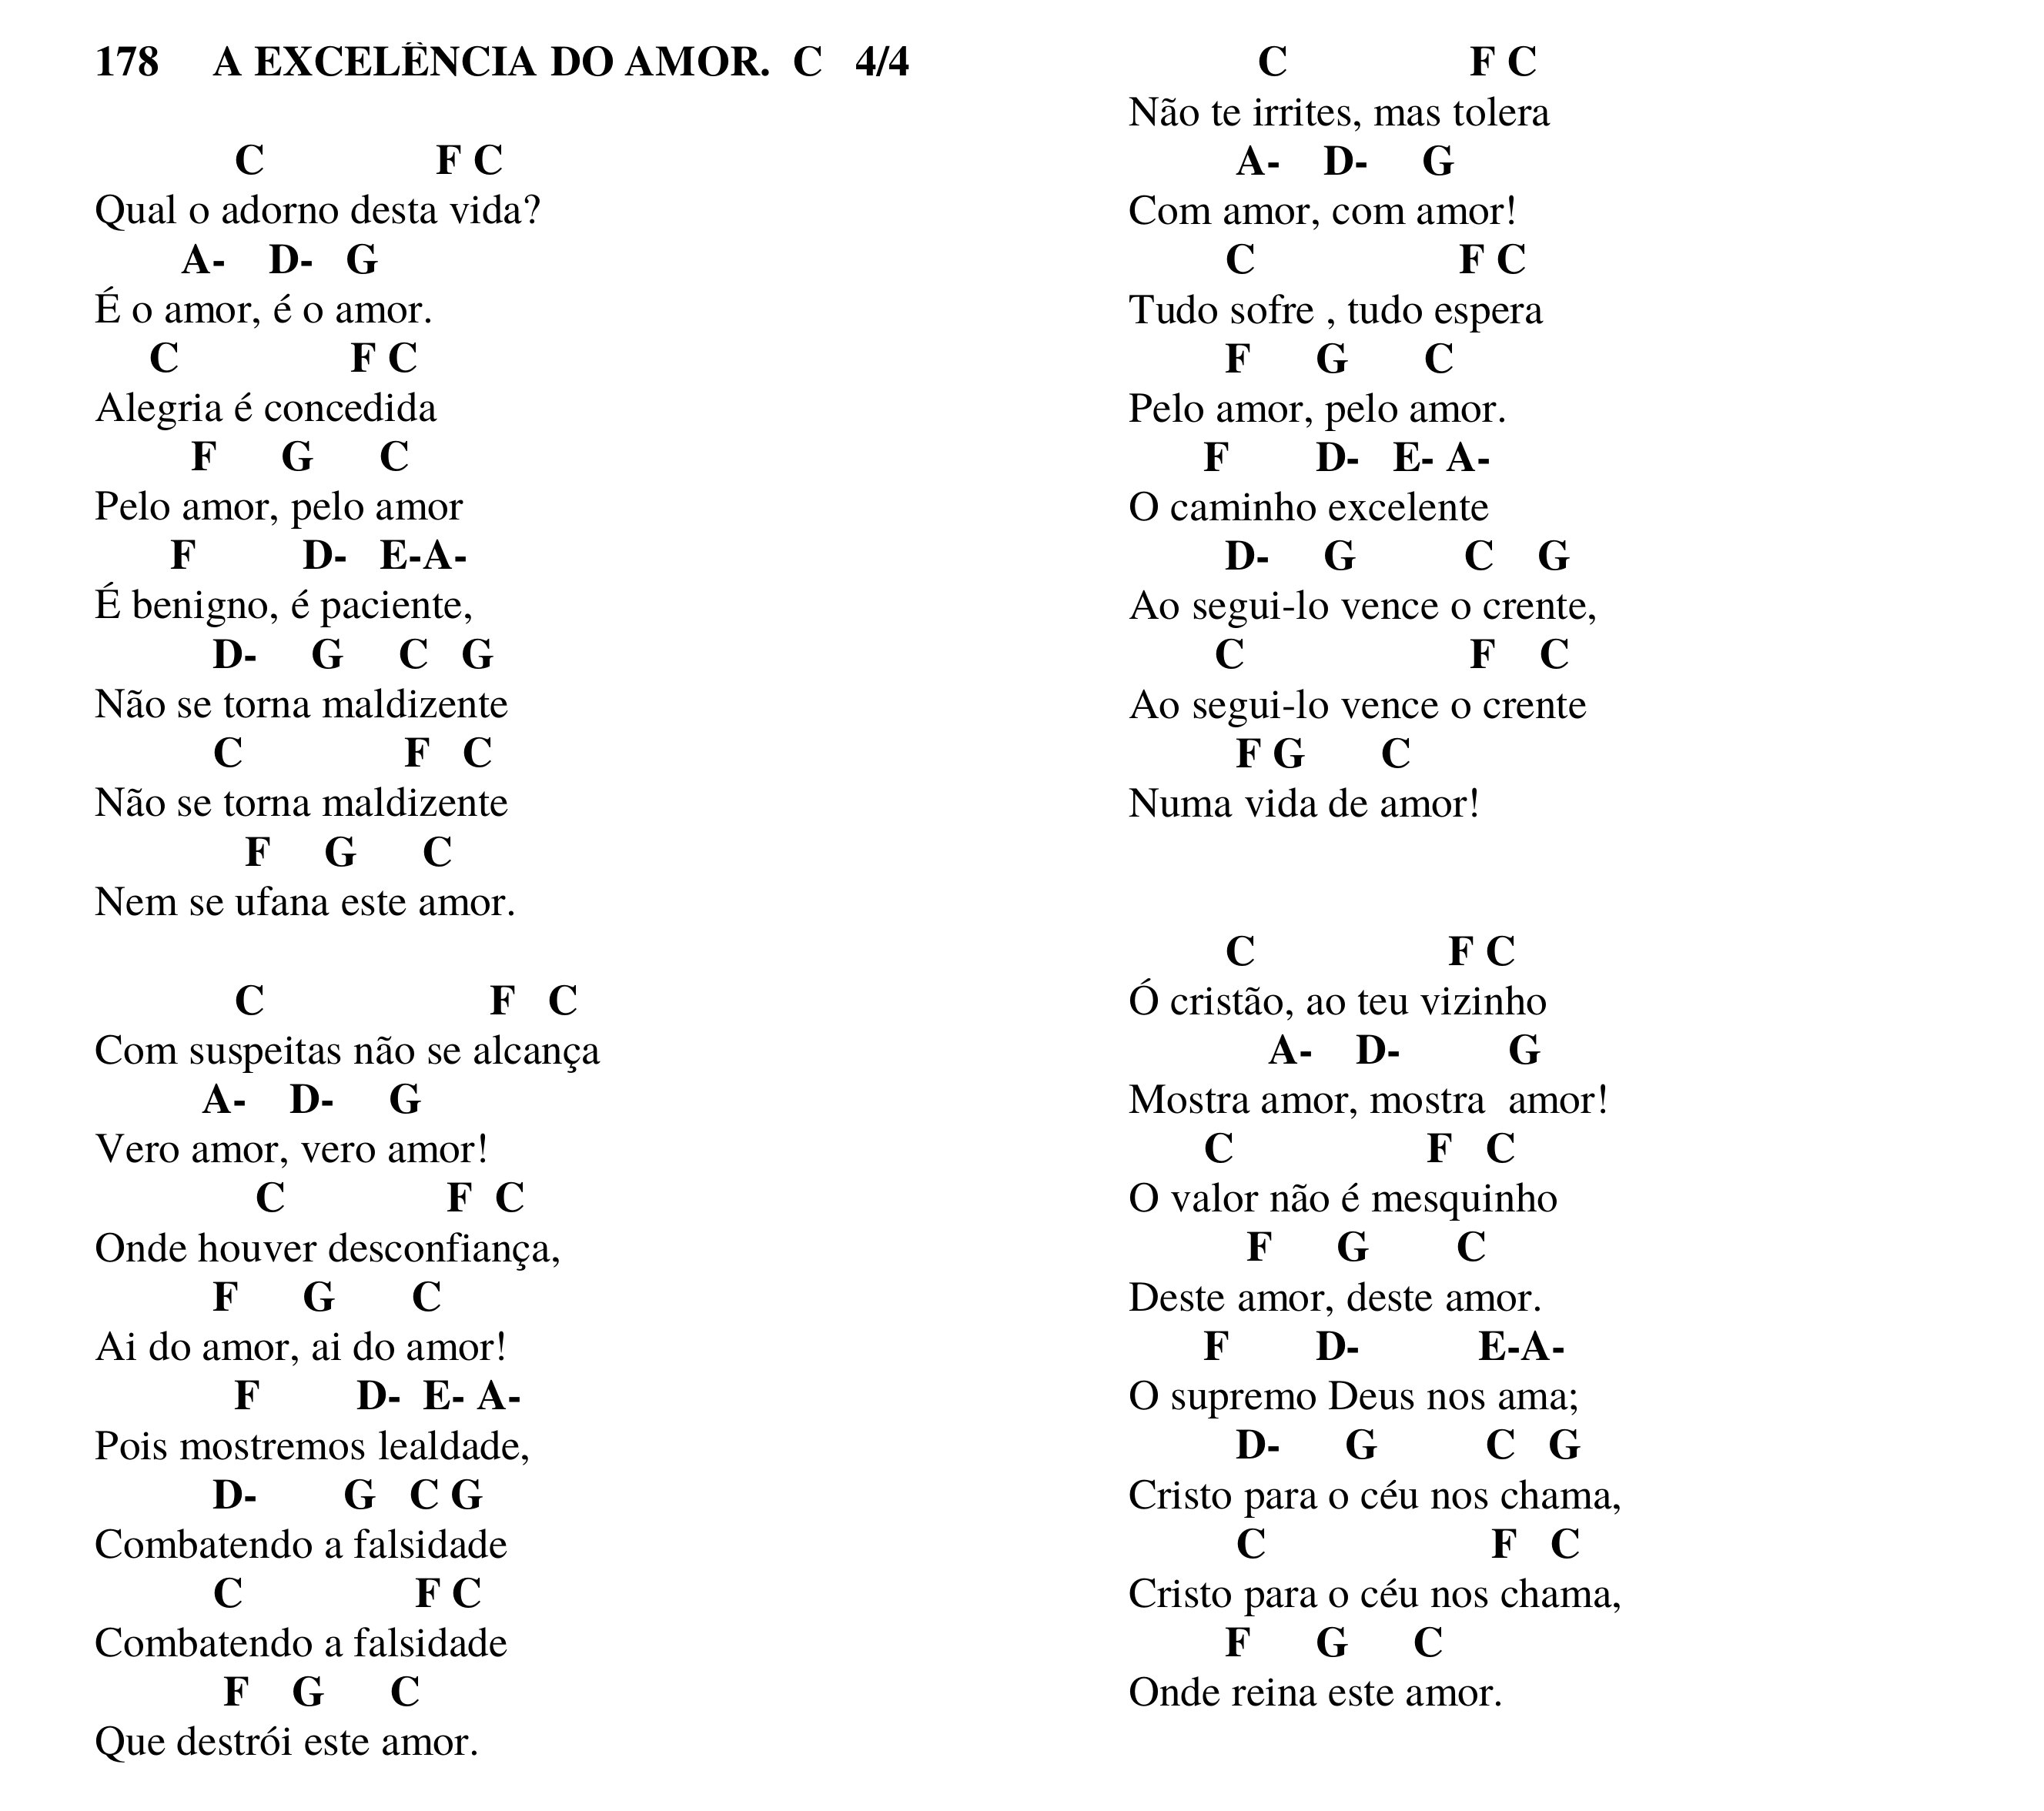 178 A EXCELÊNCIA DO AMOR. C 4/4
C F C
Qual o adorno desta vida?
A- D- G
É o amor, é o amor.
C F C
Alegria é concedida
F G C
Pelo amor, pelo amor
F D- E-A-
É benigno, é paciente,
D- G C G
Não se torna maldizente
C F C
Não se torna maldizente
F G C
Nem se ufana este amor.
C F C
Com suspeitas não se alcança
A- D- G
Vero amor, vero amor!
C F C
Onde houver desconfiança,
F G C
Ai do amor, ai do amor!
F D- E- A-
Pois mostremos lealdade,
D- G C G
Combatendo a falsidade
C F C
Combatendo a falsidade
F G C
Que destrói este amor.
C F C
Não te irrites, mas tolera
A- D- G
Com amor, com amor!
C F C
Tudo sofre , tudo espera
F G C
Pelo amor, pelo amor.
F D- E- A-
O caminho excelente
D- G C G
Ao segui-lo vence o crente,
C F C
Ao segui-lo vence o crente
F G C
Numa vida de amor!
C F C
Ó cristão, ao teu vizinho
A- D- G
Mostra amor, mostra  amor!
C F C
O valor não é mesquinho
F G C
Deste amor, deste amor.
F D- E-A-
O supremo Deus nos ama;
D- G C G
Cristo para o céu nos chama,
C F C
Cristo para o céu nos chama,
F G C
Onde reina este amor.